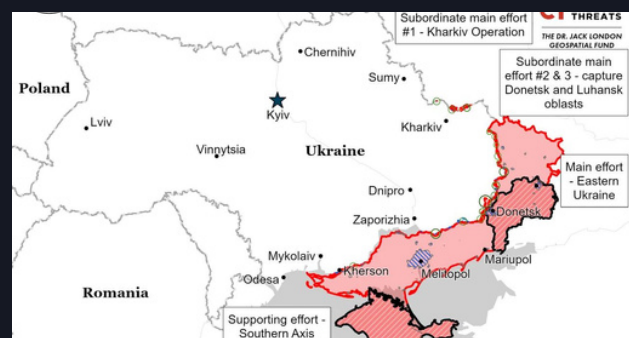 Subordinate main effort
#1 - Kharkiv Operation
THREATS
THE DR. JACK LONDON
GEOSPATIAL FUND
Subordinate main
effort #2 & 3 - capture
Donetsk and Luhansk
oblasts
Chernihiv
Sumy
Poland
Kyiv
Lviv
Kharkiv
Vinnytsia
Ukraine
Main effort
- Eastern
Ukraine
Dnipro
Donetsk
Zaporizhia
Mykolaiv
Mariupol
Kherson
Melitopol
Odesa
Romania
Supporting effort -
Southern Axis